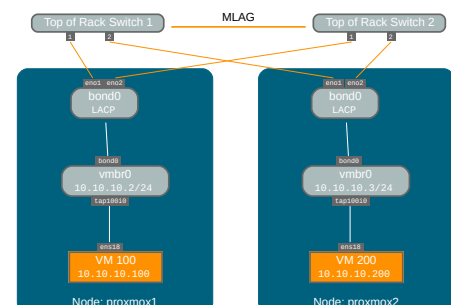 Top of Rack Switch 1
MLAG
Top of Rack Switch 2
1
2
1
2
eno1 eno2
bond0
LACP
eno1 eno2
bond0
LACP
bond0
vmbr0
10.10.10.2/24
tap10010
bond0
vmbr0
10.10.10.3/24
tap10010
ens18
VM 100
10.10.10.100
ens18
VM 200
10.10.10.200
Node: proxmox1
Node: proxmox2